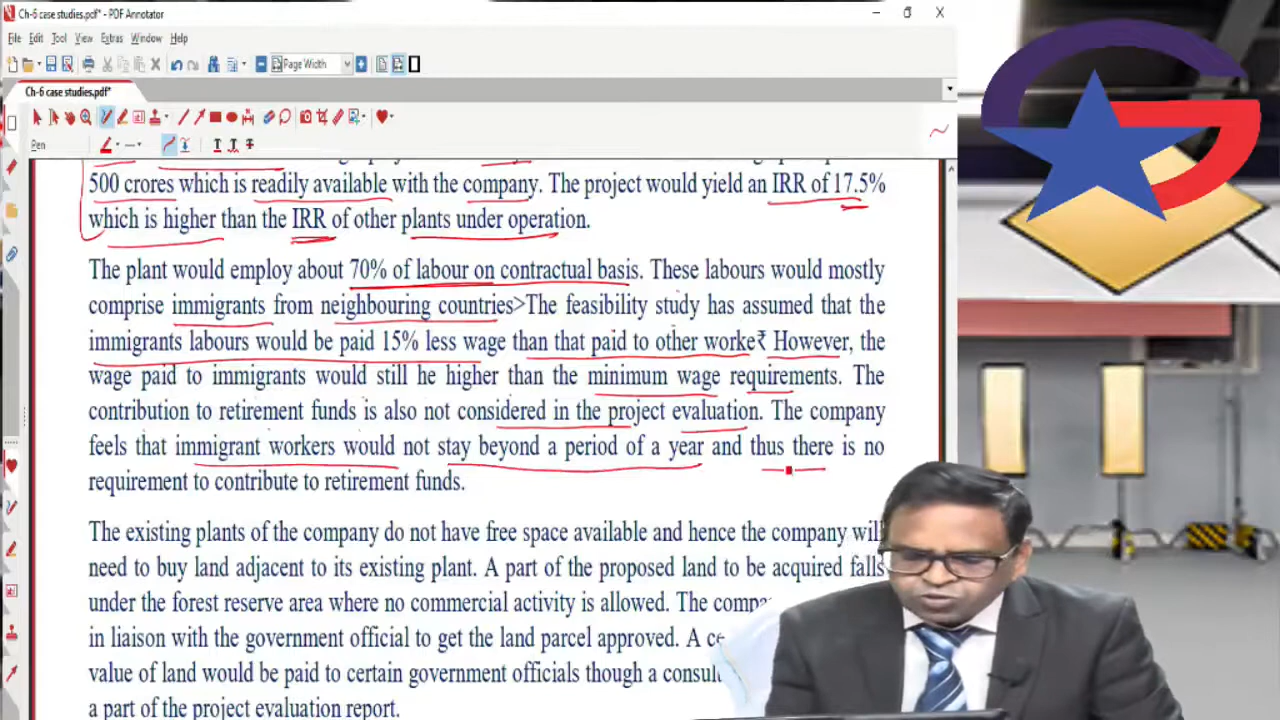 Ch-6 case studies.pdf* - PDF Annotator
File Edit Tool View Extras Window Help
Page Width
Ch-6 case studies.pdf*
Pen
500 crores which is readily available with the company. The project would yield an IRR of 17.5%
which is higher than the IRR of other plants under operation.
The plant would employ about 70% of labour on contractual basis. These labours would mostly
comprise immigrants from neighbouring countries>The feasibility study has assumed that the
immigrants labours would be paid 15% less wage than that paid to other worke₹ However, the
wage paid to immigrants would still he higher than the minimum wage requirements. The
contribution to retirement funds is also not considered in the project evaluation. The company
feels that immigrant workers would not stay beyond a period of a year and thus there is no
requirement to contribute to retirement funds.
The existing plants of the company do not have free space available and hence the company will
need to buy land adjacent to its existing plant. A part of the proposed land to be acquired falls
under the forest reserve area where no commercial activity is allowed. The
in liaison with the government official to get the land parcel approved. A
value of land would be paid to certain government officials though a
a part of the project evaluation report.